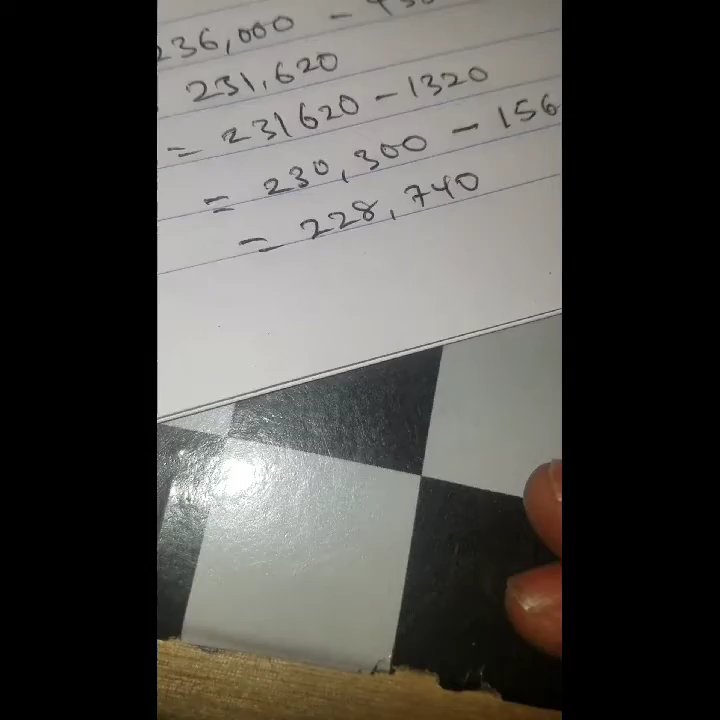 236,000 -
231,620
= 231620 - 1320
= 230,300 - 156
= 228,740